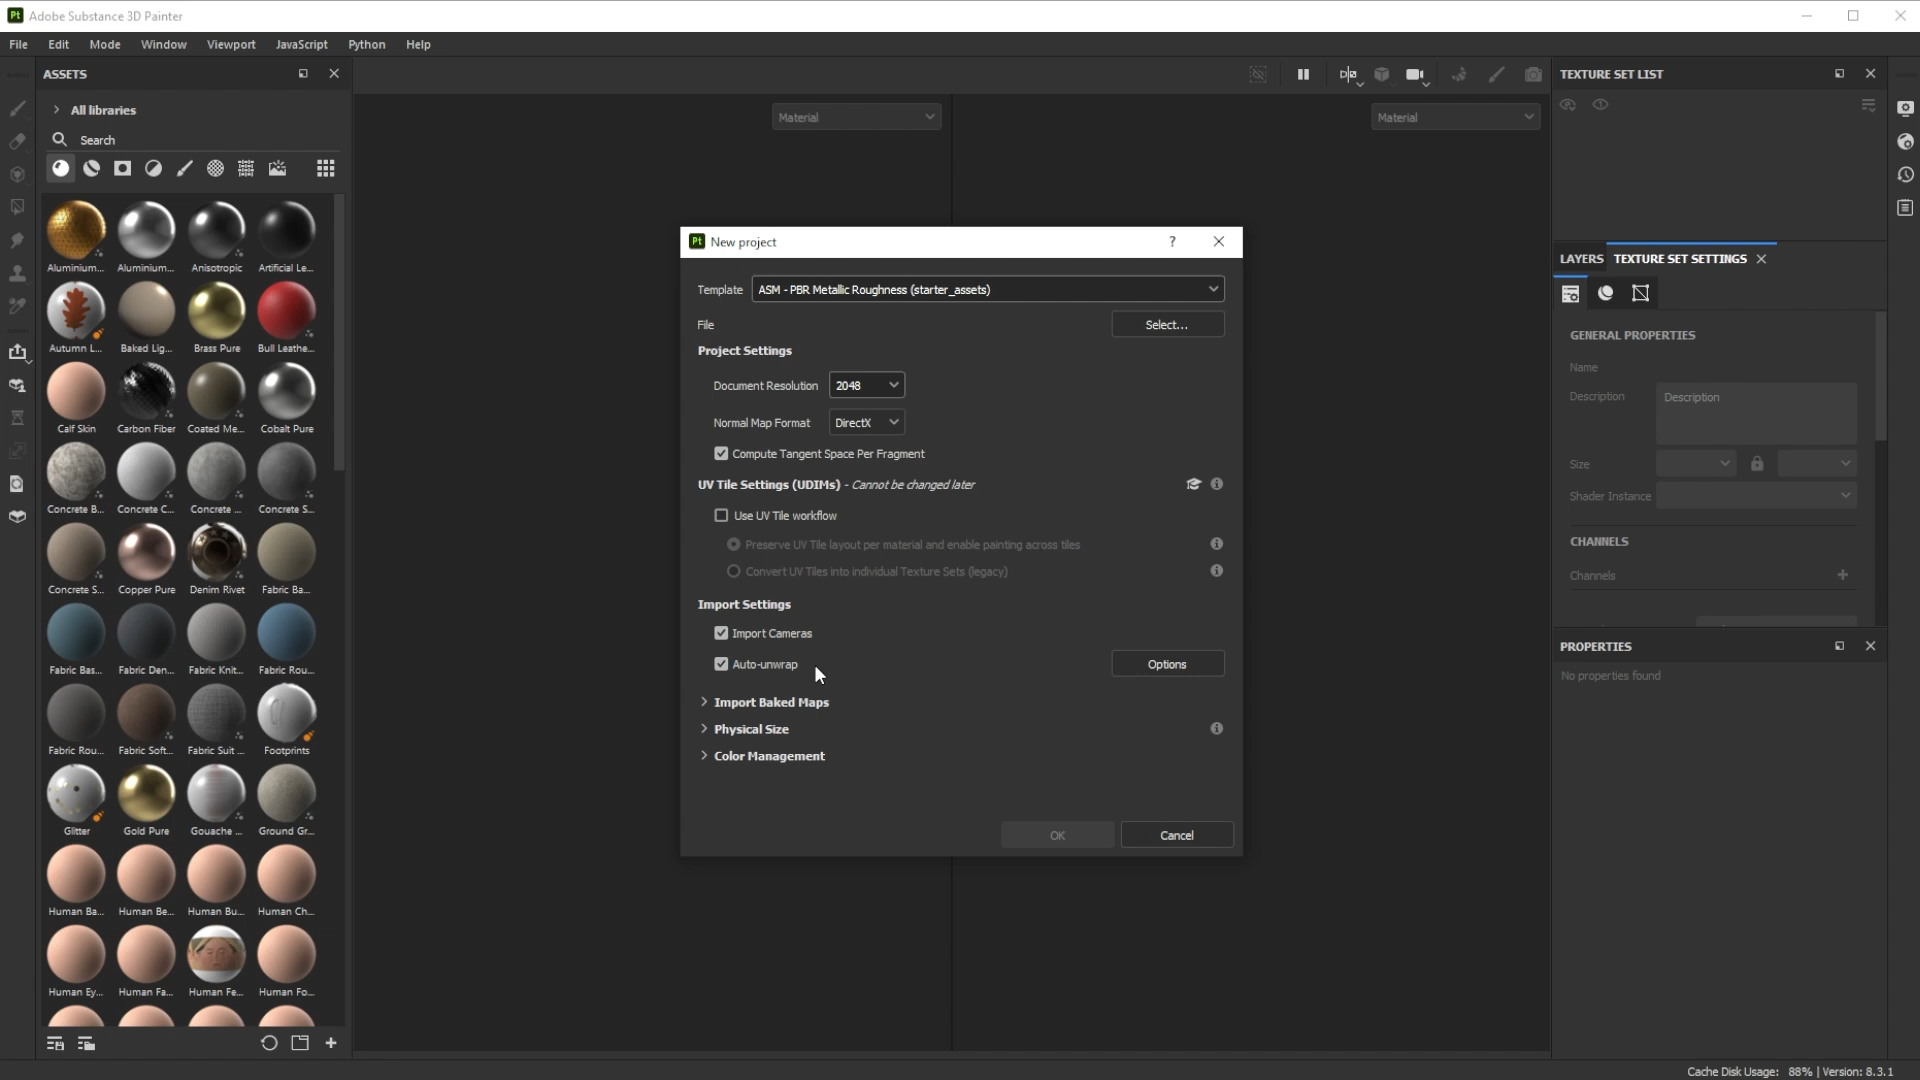 Pt Adobe Substance 3D Painter
File Edit Mode Window Viewport JavaScript Python Help
ASSETS
All libraries
Search
Aluminium... Aluminium... Anisotropic Artificial Le...
Autumn L... Baked Lig... Brass Pure Bull Leathe...
Calf Skin Carbon Fiber Coated Me... Cobalt Pure
Concrete B... Concrete C... Concrete ... Concrete S...
Concrete S... Copper Pure Denim Rivet Fabric Ba...
Fabric Bas... Fabric Den... Fabric Knit... Fabric Rou...
Fabric Rou... Fabric Soft... Fabric Suit ... Footprints
Glitter Gold Pure Gouache ... Ground Gr...
Human Ba... Human Be... Human Bu... Human Ch...
Human Ey... Human Fa... Human Fe... Human Fo...
Material
Material
Pt New project
?
Template ASM - PBR Metallic Roughness (starter_assets)
File Select...
Project Settings
Document Resolution 2048
Normal Map Format DirectX
Compute Tangent Space Per Fragment
UV Tile Settings (UDIMs) - Cannot be changed later
Use UV Tile workflow
Preserve UV Tile layout per material and enable painting across tiles
Convert UV Tiles into individual Texture Sets (legacy)
Import Settings
Import Cameras
Auto-unwrap Options
Import Baked Maps
Physical Size
Color Management
OK Cancel
TEXTURE SET LIST
LAYERS TEXTURE SET SETTINGS
GENERAL PROPERTIES
Name
Description Description
Size
Shader Instance
CHANNELS
Channels
PROPERTIES
No properties found
Cache Disk Usage: 88% | Version: 8.3.1